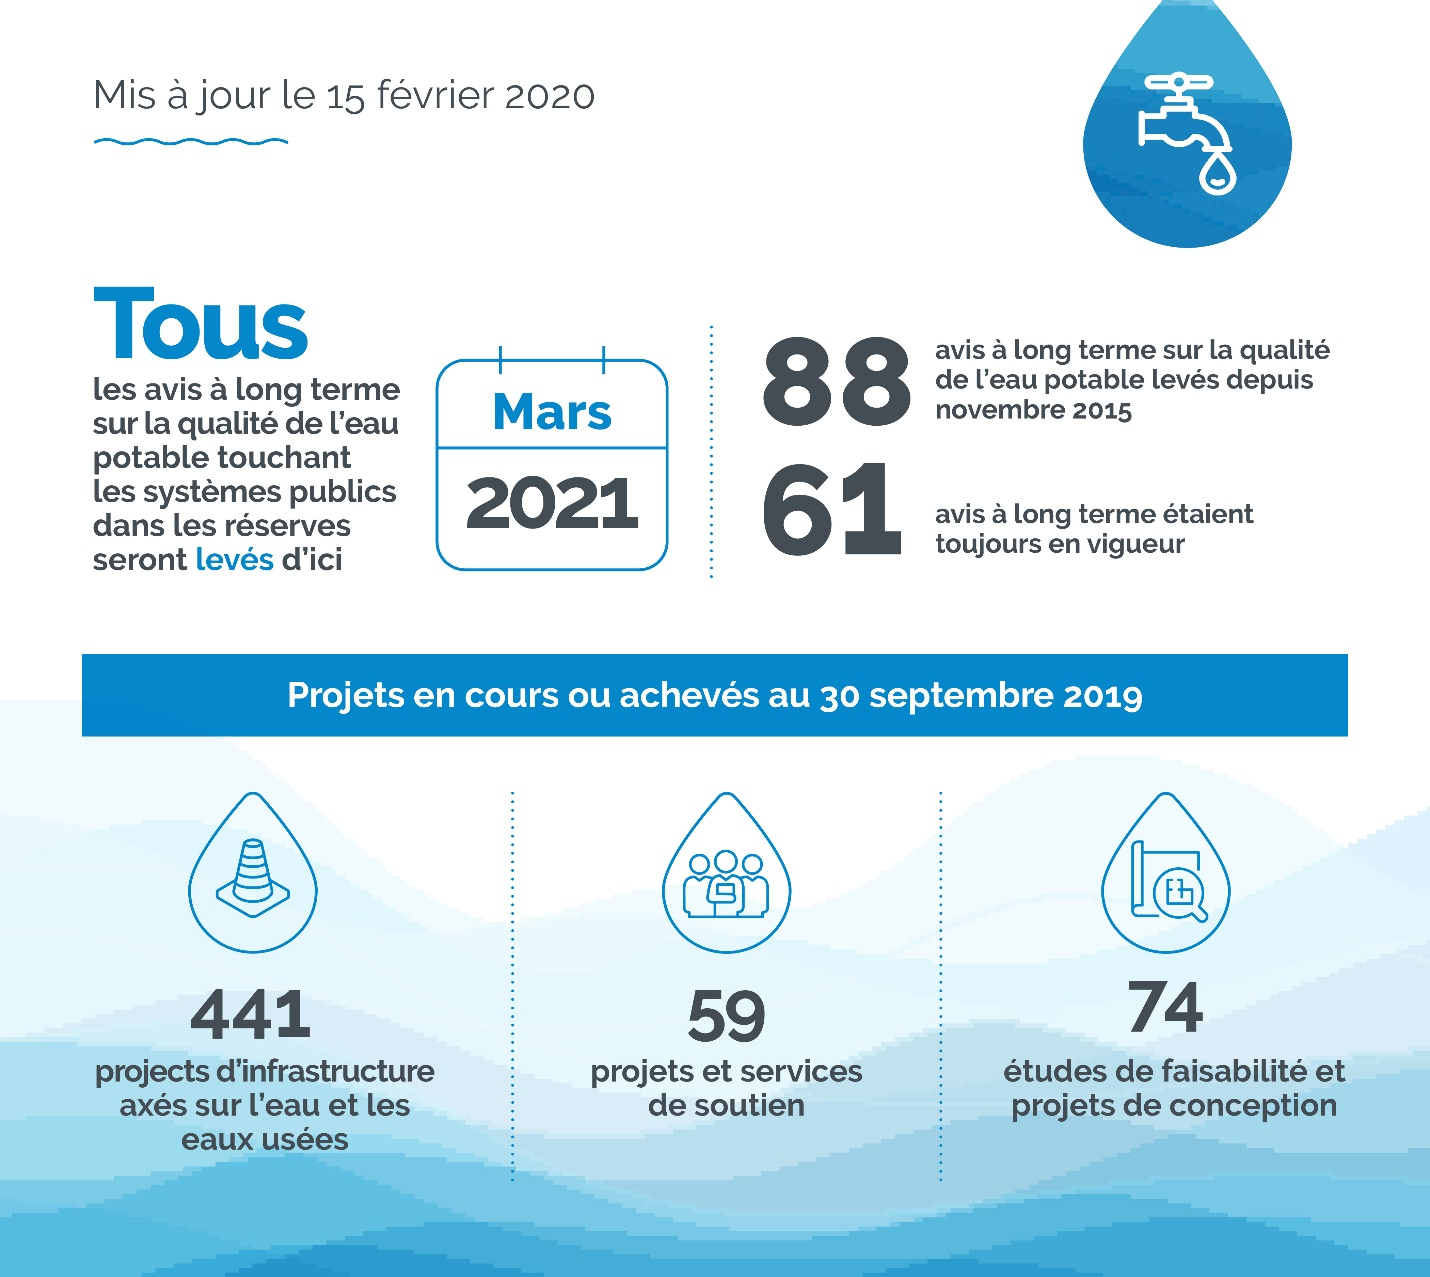 Mis à jour le 15 février 2020
Tous
les avis à long terme
sur la qualité de l'eau
potable touchant
les systèmes publics
dans les réserves
seront levés d'ici
Mars
2021
88
avis à long terme sur la qualité
de l'eau potable levés depuis
novembre 2015
61
avis à long terme étaient
toujours en vigueur
Projets en cours ou achevés au 30 septembre 2019
441
projects d'infrastructure
axés sur l'eau et les
eaux usées
59
projets et services
de soutien
74
études de faisabilité et
projets de conception